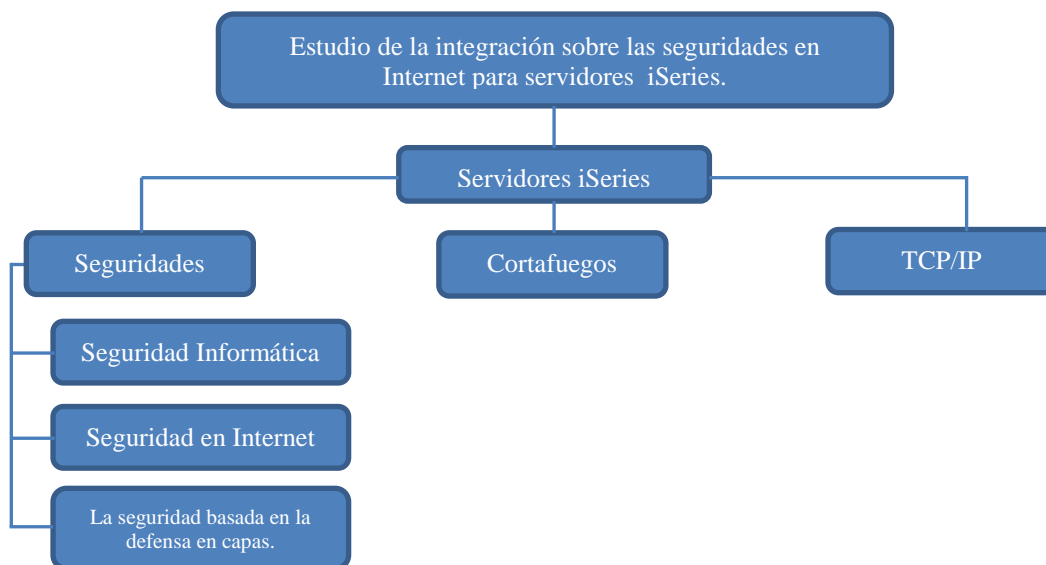 Estudio de la integración sobre las seguridades en
Internet para servidores iSeries.
Servidores iSeries
Seguridades
Cortafuegos
TCP/IP
Seguridad Informática
Seguridad en Internet
La seguridad basada en la
defensa en capas.